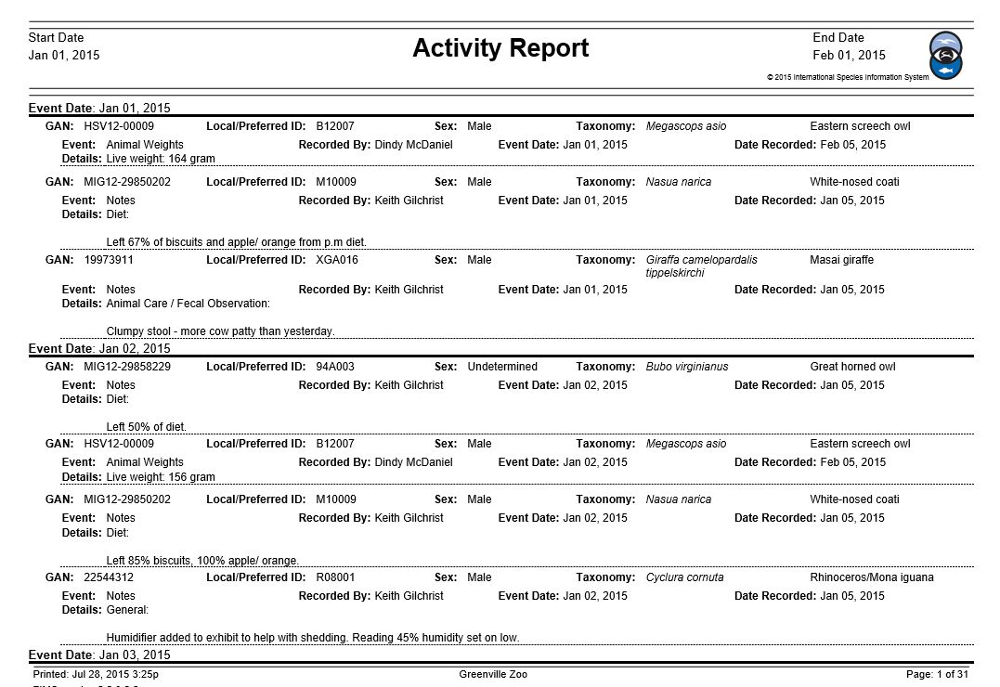 Start Date
Jan 01, 2015
Activity Report
End Date
Feb 01, 2015
© 2015 International Species Information System
Event Date: Jan 01, 2015
GAN: HSV12-00009 Local/Preferred ID: B12007 Sex: Male Taxonomy: Megascops asio Eastern screech owl
Event: Animal Weights Recorded By: Dindy McDaniel Event Date: Jan 01, 2015 Date Recorded: Feb 05, 2015
Details: Live weight: 164 gram
GAN: MIG12-29850202 Local/Preferred ID: M10009 Sex: Male Taxonomy: Nasua narica White-nosed coati
Event: Notes Recorded By: Keith Gilchrist Event Date: Jan 01, 2015 Date Recorded: Jan 05, 2015
Details: Diet:
Left 67% of biscuits and apple/ orange from p.m diet.
GAN: 19973911 Local/Preferred ID: XGA016 Sex: Male Taxonomy: Giraffa camelopardalis Masai giraffe
tippelskirchi
Event: Notes Recorded By: Keith Gilchrist Event Date: Jan 01, 2015 Date Recorded: Jan 05, 2015
Details: Animal Care / Fecal Observation:
Clumpy stool - more cow patty than yesterday.
Event Date: Jan 02, 2015
GAN: MIG12-29858229 Local/Preferred ID: 94A003 Sex: Undetermined Taxonomy: Bubo virginianus Great horned owl
Event: Notes Recorded By: Keith Gilchrist Event Date: Jan 02, 2015 Date Recorded: Jan 05, 2015
Details: Diet:
Left 50% of diet.
GAN: HSV12-00009 Local/Preferred ID: B12007 Sex: Male Taxonomy: Megascops asio Eastern screech owl
Event: Animal Weights Recorded By: Dindy McDaniel Event Date: Jan 02, 2015 Date Recorded: Feb 05, 2015
Details: Live weight: 156 gram
GAN: MIG12-29850202 Local/Preferred ID: M10009 Sex: Male Taxonomy: Nasua narica White-nosed coati
Event: Notes Recorded By: Keith Gilchrist Event Date: Jan 02, 2015 Date Recorded: Jan 05, 2015
Details: Diet:
Left 85% biscuits, 100% apple/ orange.
GAN: 22544312 Local/Preferred ID: R08001 Sex: Male Taxonomy: Cyclura cornuta Rhinoceros/Mona iguana
Event: Notes Recorded By: Keith Gilchrist Event Date: Jan 02, 2015 Date Recorded: Jan 05, 2015
Details: General:
Humidifier added to exhibit to help with shedding. Reading 45% humidity set on low.
Event Date: Jan 03, 2015
Printed: Jul 28, 2015 3:25p Greenville Zoo Page: 1 of 31